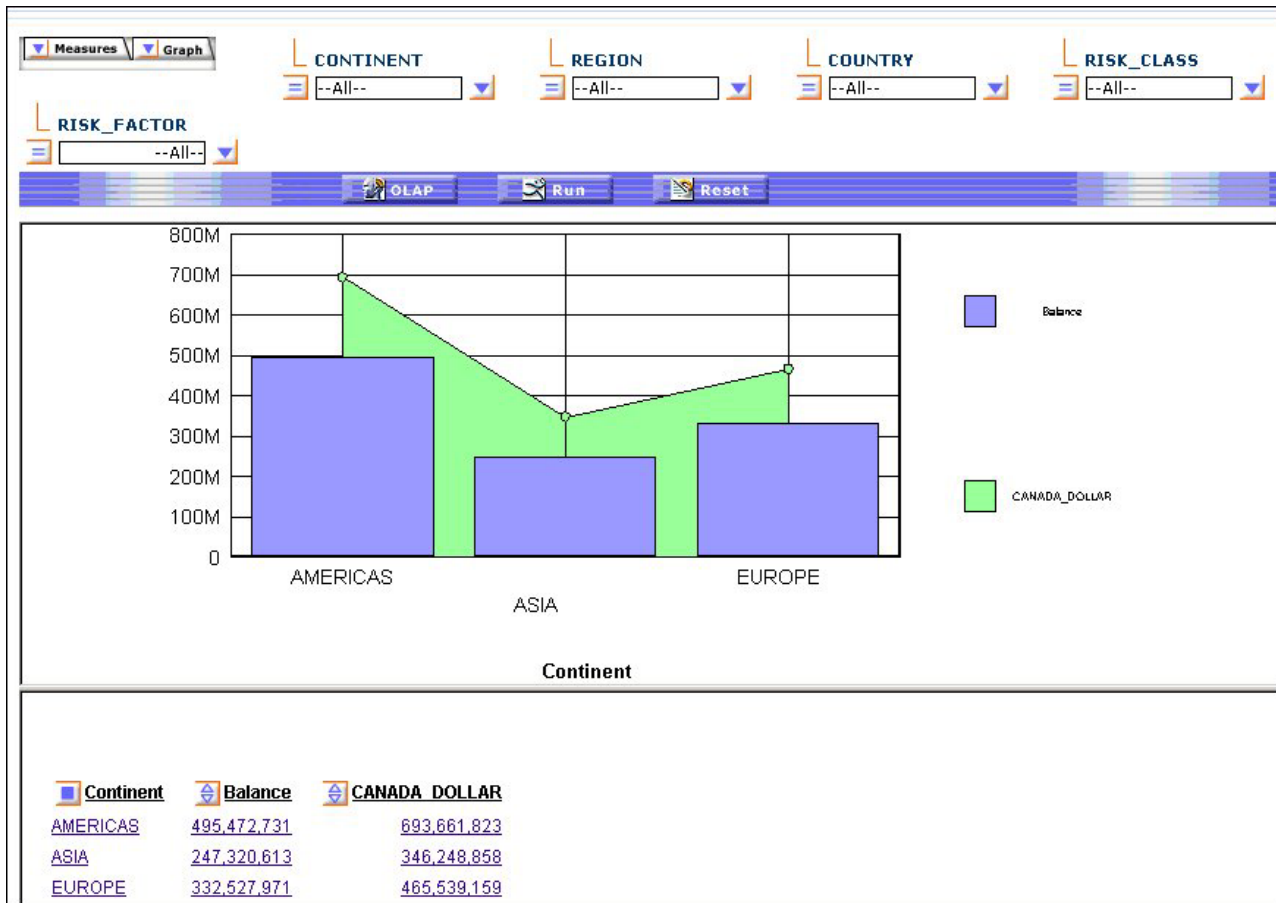 Measures Graph
CONTINENT REGION COUNTRY RISK_CLASS
--All-- --All-- --All-- --All--
RISK_FACTOR
--All--
OLAP Run Reset
800M
700M
600M
500M
400M
300M
200M
100M
0
Balance
CANADA_DOLLAR
AMERICAS EUROPE
ASIA
Continent
Continent Balance CANADA_DOLLAR
AMERICAS 495,472,731 693,661,823
ASIA 247,320,613 346,248,858
EUROPE 332,527,971 465,539,159